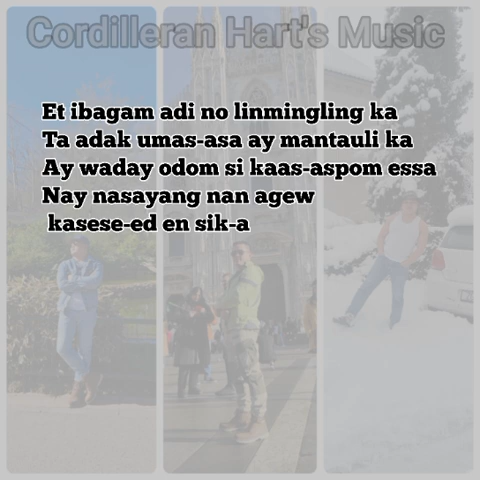 Cordilleran Hart's Music
Et ibagam adi no linmingling ka
Ta adak umas-asa ay mantauli ka
Ay waday odom si kaas-aspom essa
Nay nasayang nan agew
kasese-ed en sik-a